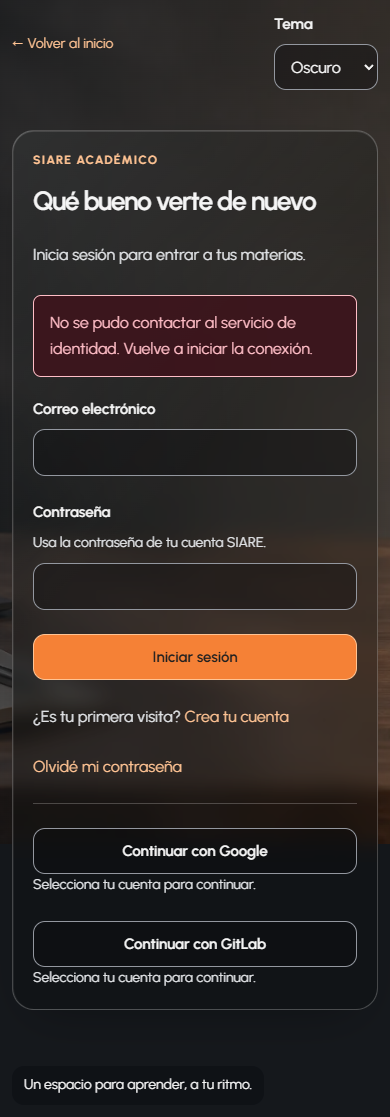 ← Volver al inicio
Tema
Oscuro
SIARE ACADÉMICO
Qué bueno verte de nuevo
Inicia sesión para entrar a tus materias.
No se pudo contactar al servicio de
identidad. Vuelve a iniciar la conexión.
Correo electrónico
Contraseña
Usa la contraseña de tu cuenta SIARE.
Iniciar sesión
¿Es tu primera visita? Crea tu cuenta
Olvidé mi contraseña
Continuar con Google
Selecciona tu cuenta para continuar.
Continuar con GitLab
Selecciona tu cuenta para continuar.
Un espacio para aprender, a tu ritmo.